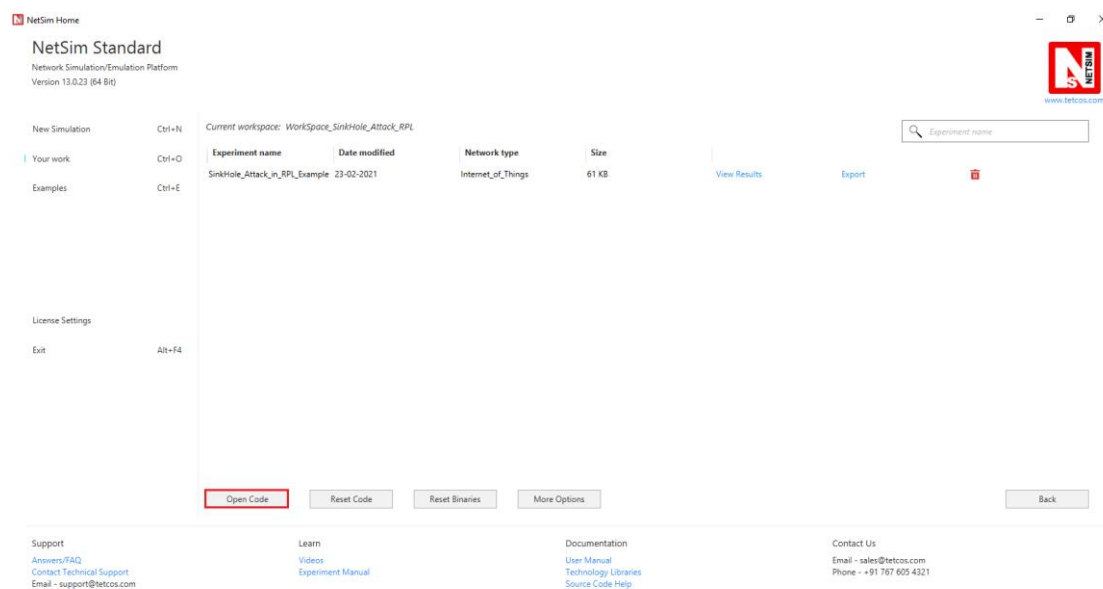 NetSim Home
NetSim Standard
Network Simulation/Emulation Platform
Version 13.0.23 (64 Bit)
NETSIM
www.tetcos.com
New Simulation Ctrl+N
Your work Ctrl+O
Examples Ctrl+E
License Settings
Exit Alt+F4
Current workspace: WorkSpace_SinkHole_Attack_RPL
Experiment name
Experiment name Date modified Network type Size
SinkHole_Attack_in_RPL_Example 23-02-2021 Internet_of_Things 61 KB View Results Export
Open Code Reset Code Reset Binaries More Options Back
Support
Answers/FAQ
Contact Technical Support
Email - support@tetcos.com
Learn
Videos
Experiment Manual
Documentation
User Manual
Technology Libraries
Source Code Help
Contact Us
Email - sales@tetcos.com
Phone - +91 767 605 4321